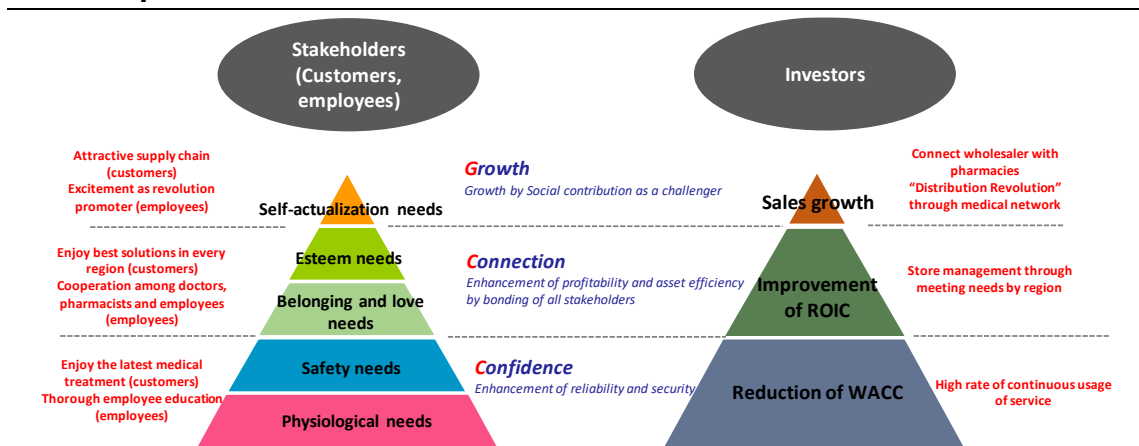 Stakeholders
(Customers,
employees)
Investors
Attractive supply chain
(customers)
Excitement as revolution
promoter (employees)
Self-actualization needs
Growth
Growth by Social contribution as a challenger
Sales growth
Connect wholesaler with
pharmacies
“Distribution Revolution”
through medical network
Enjoy best solutions in every
region (customers)
Cooperation among doctors,
pharmacists and employees
(employees)
Esteem needs
Belonging and love
needs
Connection
Enhancement of profitability and asset efficiency
by bonding of all stakeholders
Improvement
of ROIC
Store management through
meeting needs by region
Enjoy the latest medical
treatment (customers)
Thorough employee education
(employees)
Safety needs
Physiological needs
Confidence
Enhancement of reliability and security
Reduction of WACC
High rate of continuous usage
of service